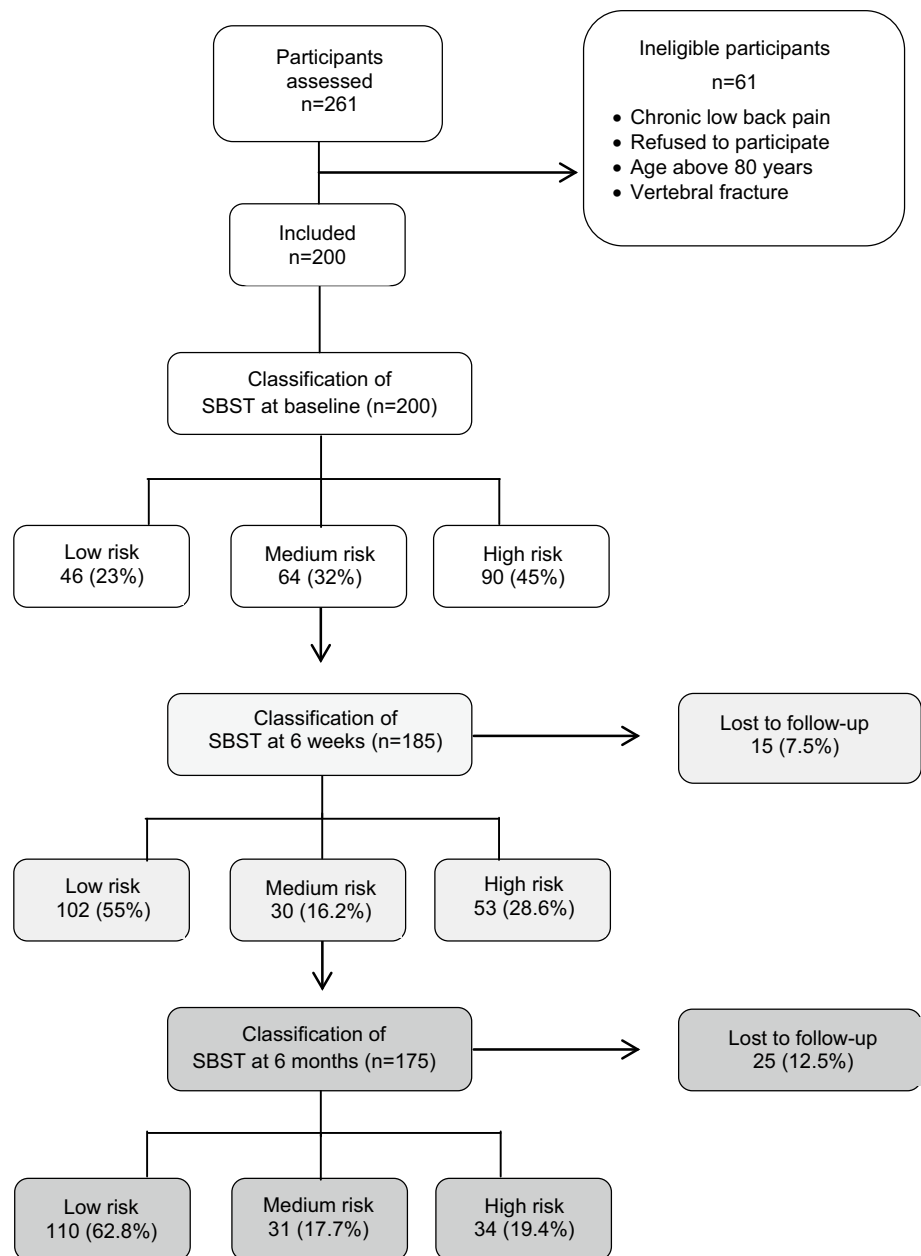 Participants
assessed
n=261
Ineligible participants
n=61
• Chronic low back pain
• Refused to participate
• Age above 80 years
• Vertebral fracture
Included
n=200
Classification of
SBST at baseline (n=200)
Low risk
46 (23%)
Medium risk
64 (32%)
High risk
90 (45%)
Classification of
SBST at 6 weeks (n=185)
Lost to follow-up
15 (7.5%)
Low risk
102 (55%)
Medium risk
30 (16.2%)
High risk
53 (28.6%)
Classification of
SBST at 6 months (n=175)
Lost to follow-up
25 (12.5%)
Low risk
110 (62.8%)
Medium risk
31 (17.7%)
High risk
34 (19.4%)